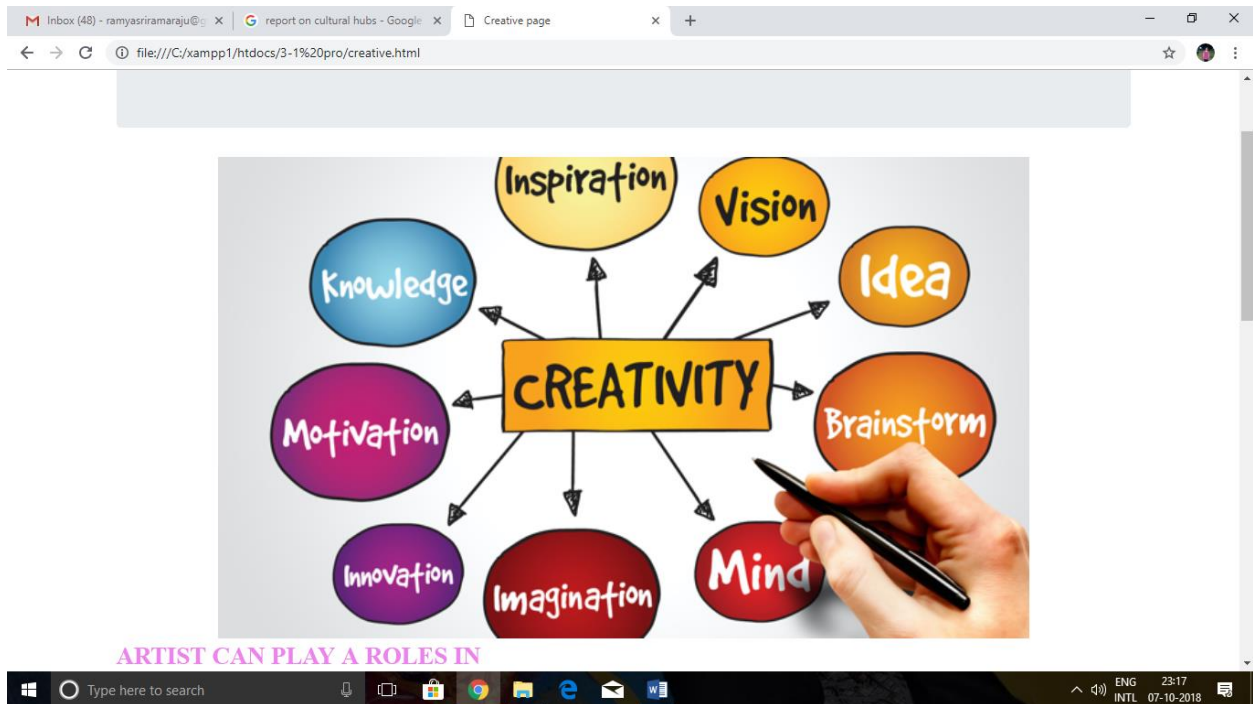 Inbox (48) - ramyasriramaraju@g
report on cultural hubs - Google
Creative page
file:///C:/xampp1/htdocs/3-1%20pro/creative.html
Inspiration
Vision
Knowledge
Idea
CREATIVITY
Motivation
Brainstorm
Innovation
Imagination
Mind
ARTIST CAN PLAY A ROLES IN
Type here to search
ENG 23:17
INTL 07-10-2018